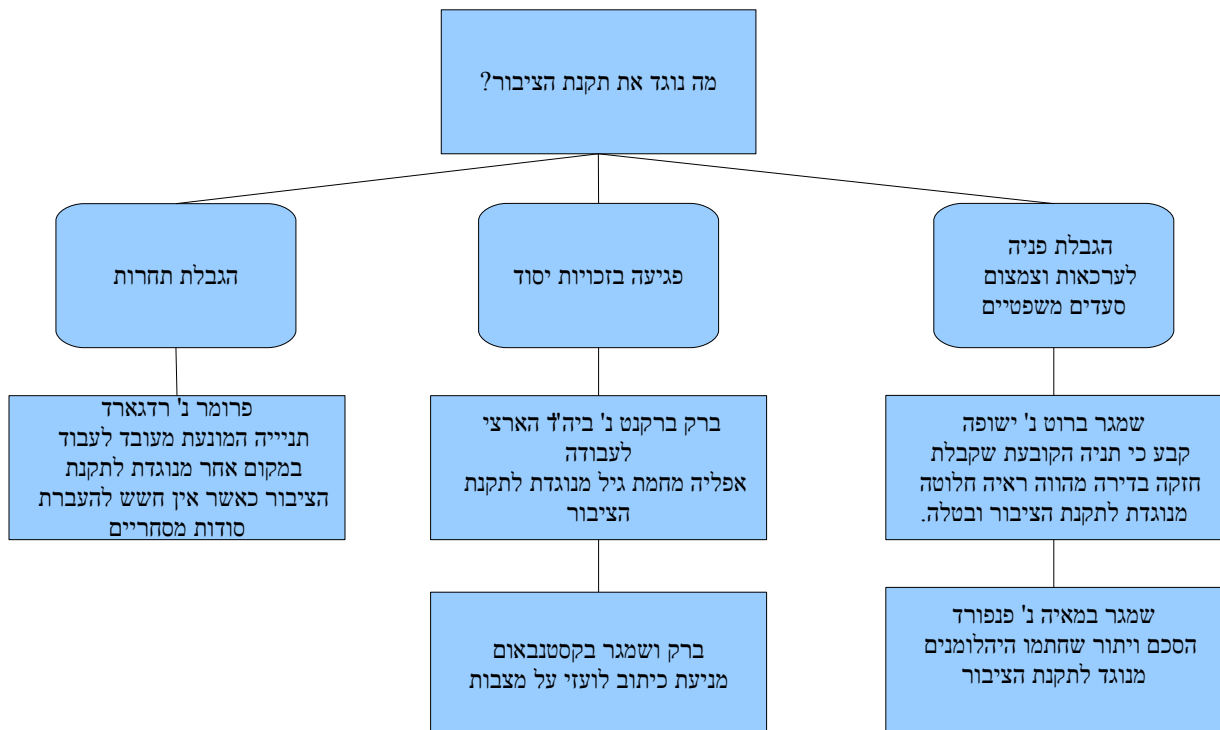 מה נוגד את תקנת הציבור?
הגבלת פניה
לערכאות וצמצום
סעדים משפטיים
פגיעה בזכויות יסוד
הגבלת תחרות
שמגר ברוט נ' ישופה
קבע כי תניה הקובעת שקבלת
חזקה בדירה מהווה ראיה חלוטה
מנוגדת לתקנת הציבור ובטלה.
ברק ברקנט נ' ביה"ד הארצי
לעבודה
אפליה מחמת גיל מנוגדת לתקנת
הציבור
פרומר נ' רדגארד
תנייה המונעת מעובד לעבוד
במקום אחר מנוגדת לתקנת
הציבור כאשר אין חשש להעברת
סודות מסחריים
שמגר במאיה נ' פנפורד
הסכם ויתור שחתמו היהלומנים
מנוגד לתקנת הציבור
ברק ושמגר בקסטנבאום
מניעת כיתוב לועזי על מצבות